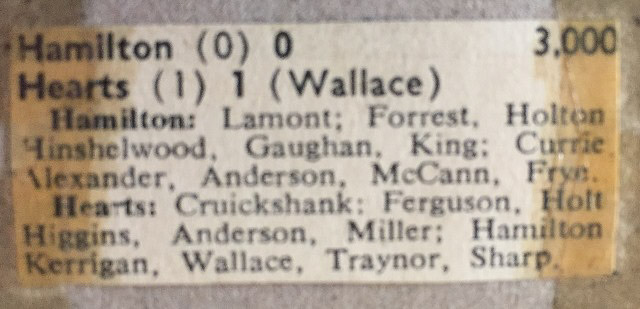 Hamilton (0) 0 3,000
Hearts (1) 1 (Wallace)
Hamilton: Lamont; Forrest, Holton
Hinshelwood, Gaughan, King; Currie
Alexander, Anderson, McCann, Frye.
Hearts: Cruickshank; Ferguson, Holt
Higgins, Anderson, Miller; Hamilton
Kerrigan, Wallace, Traynor, Sharp.